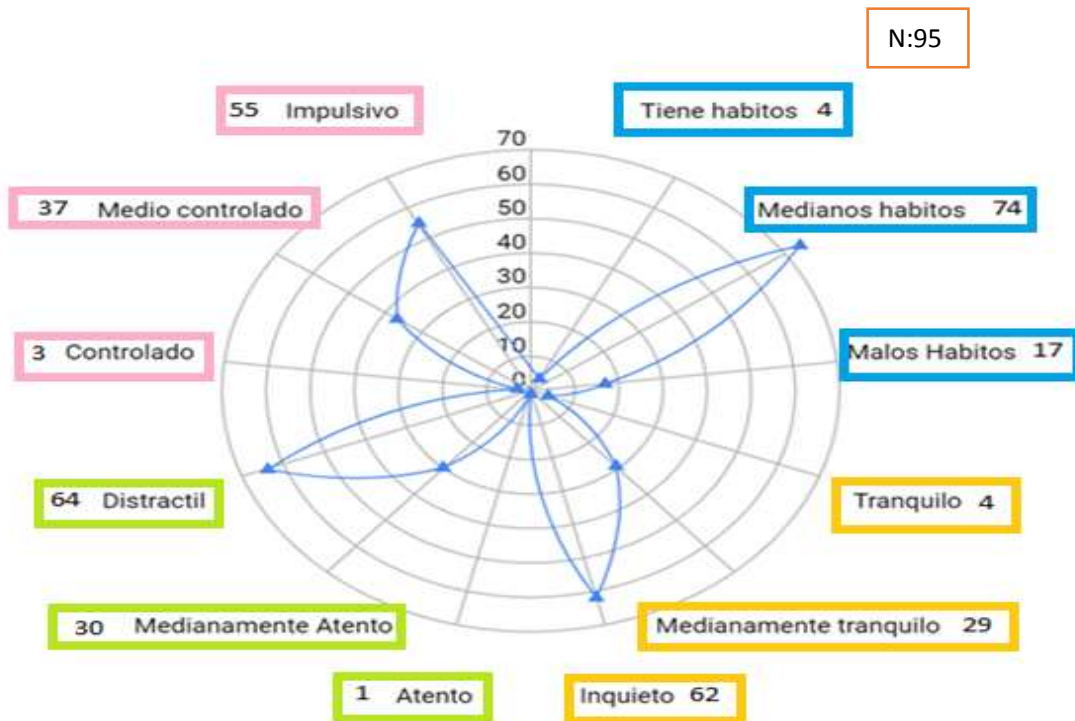 N:95
55 Impulsivo
Tiene habitos 4
70
60
50
40
30
20
10
0
37 Medio controlado
Medianos habitos 74
3 Controlado
Malos Habitos 17
64 Distractil
Tranquilo 4
30 Medianamente Atento
Medianamente tranquilo 29
1 Atento
Inquieto 62